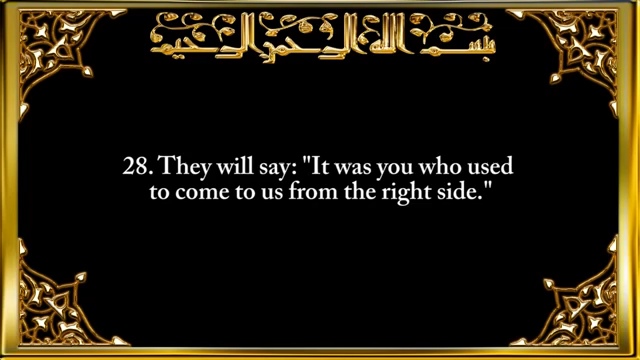 بسم الله الرحمن الرحيم
28. They will say: "It was you who used
to come to us from the right side."